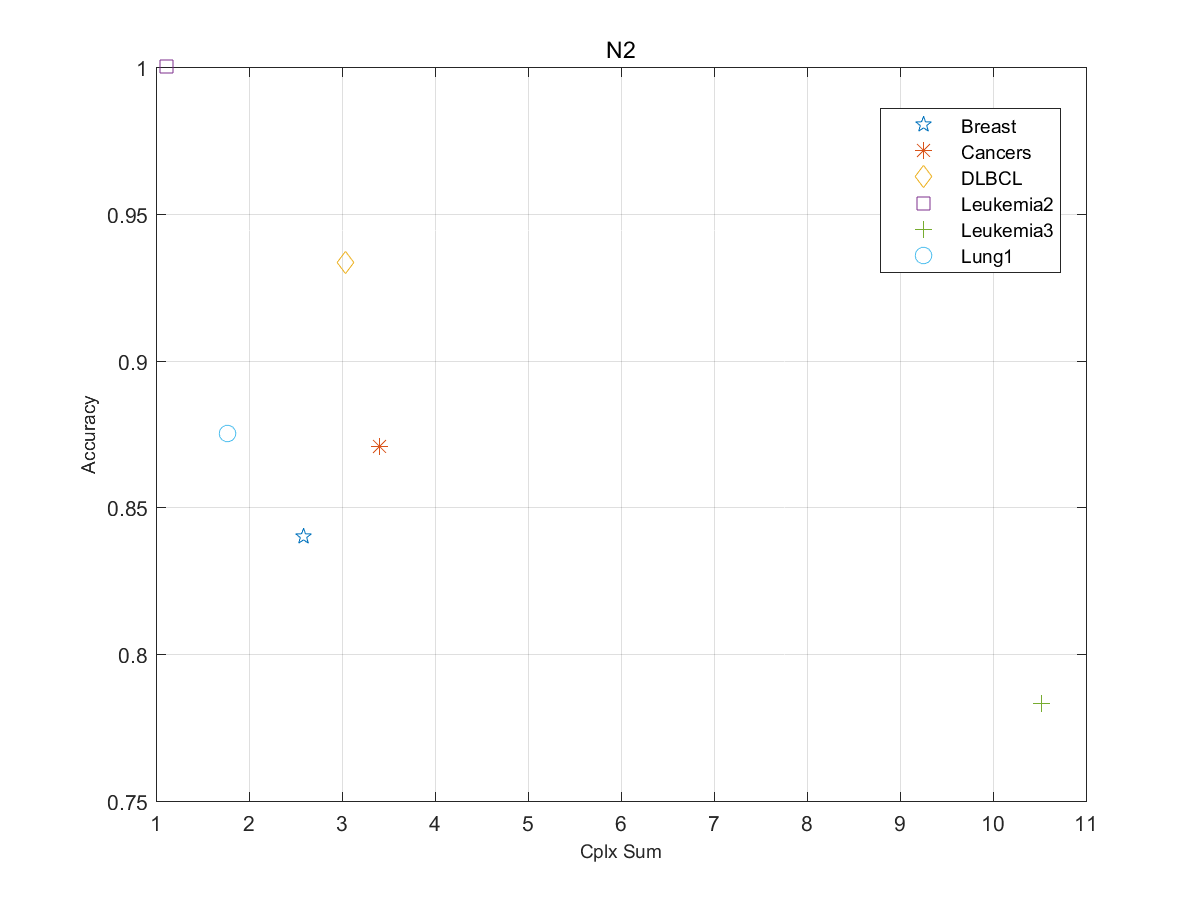 N2
1
0.95
0.9
0.85
0.8
0.75
Accuracy
Breast
Cancers
DLBCL
Leukemia2
Leukemia3
Lung1
1 2 3 4 5 6 7 8 9 10 11
Cplx Sum